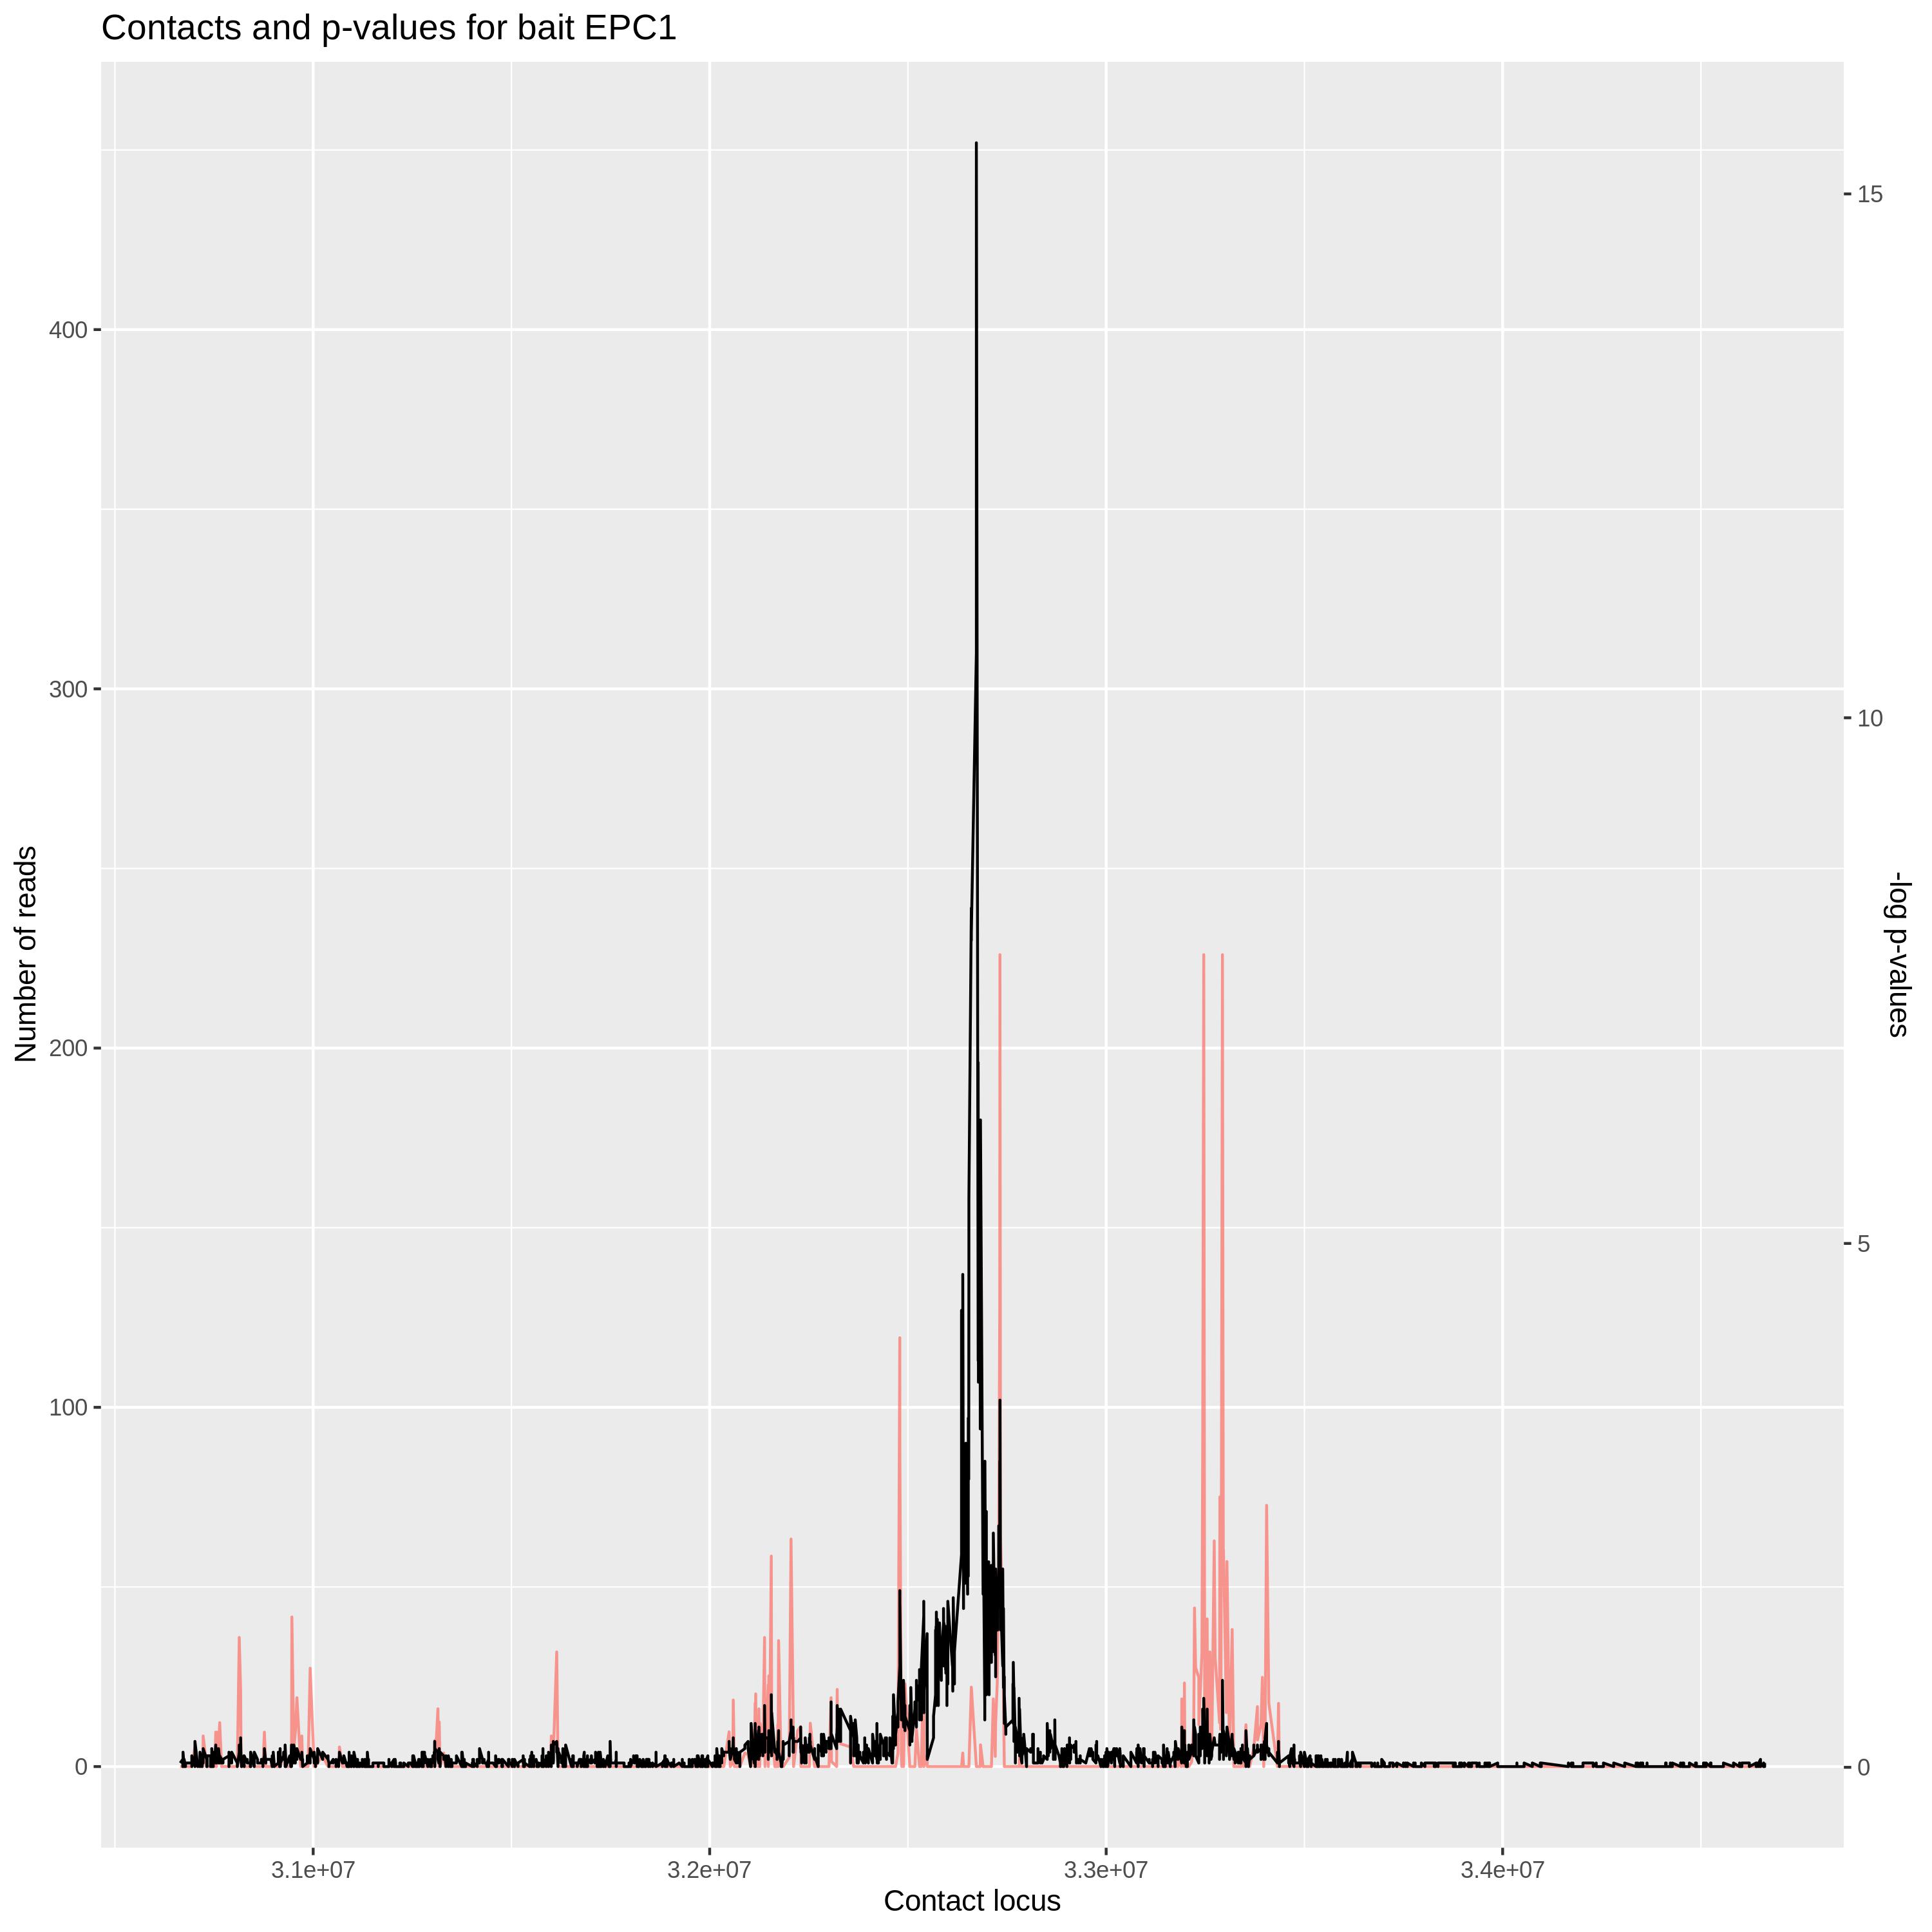 Contacts and p-values for bait EPC1
Number of reads
400
300
200
100
0
15
10
5
0
-log p-values
3.1e+07 3.2e+07 3.3e+07 3.4e+07
Contact locus